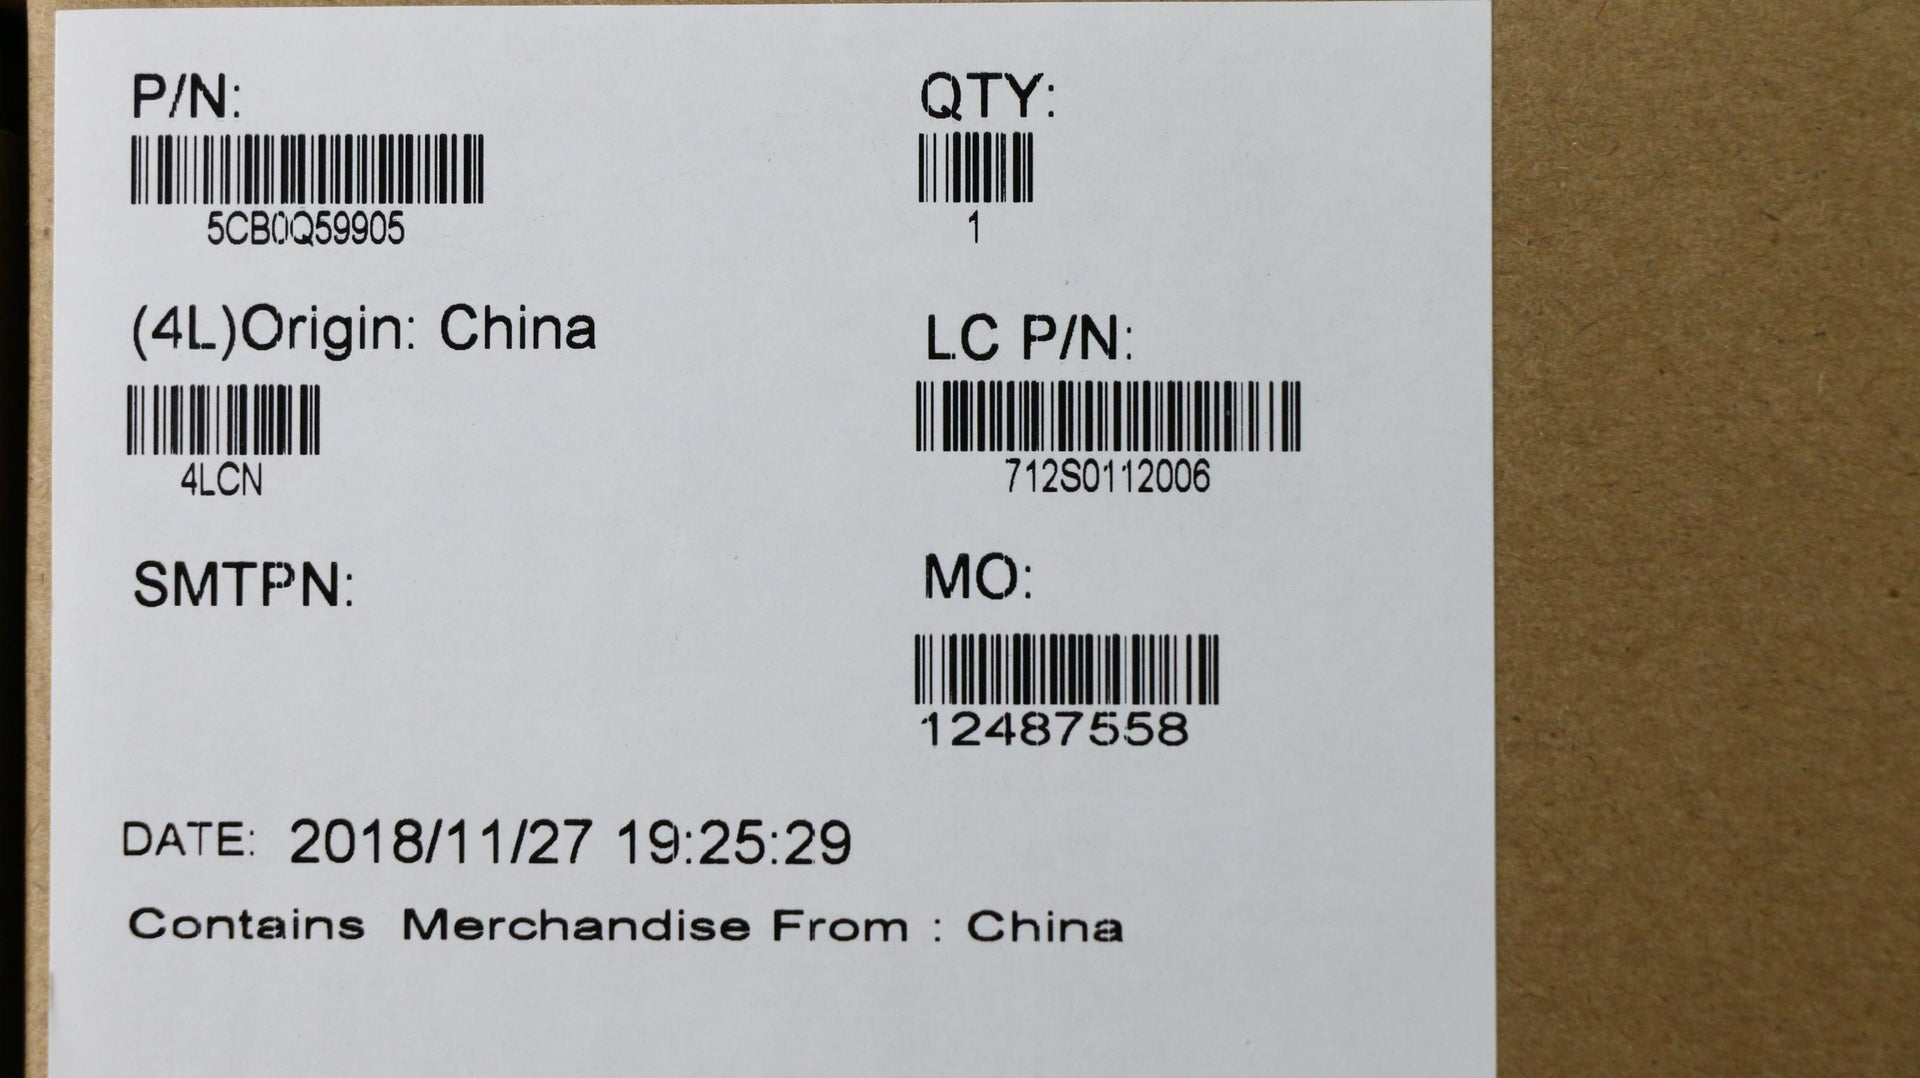 P/N:
5CB0Q59905
QTY:
1
(4L)Origin: China
4LCN
LC P/N:
712S0112006
SMTPN:
MO:
12487558
DATE: 2018/11/27 19:25:29
Contains Merchandise From : China